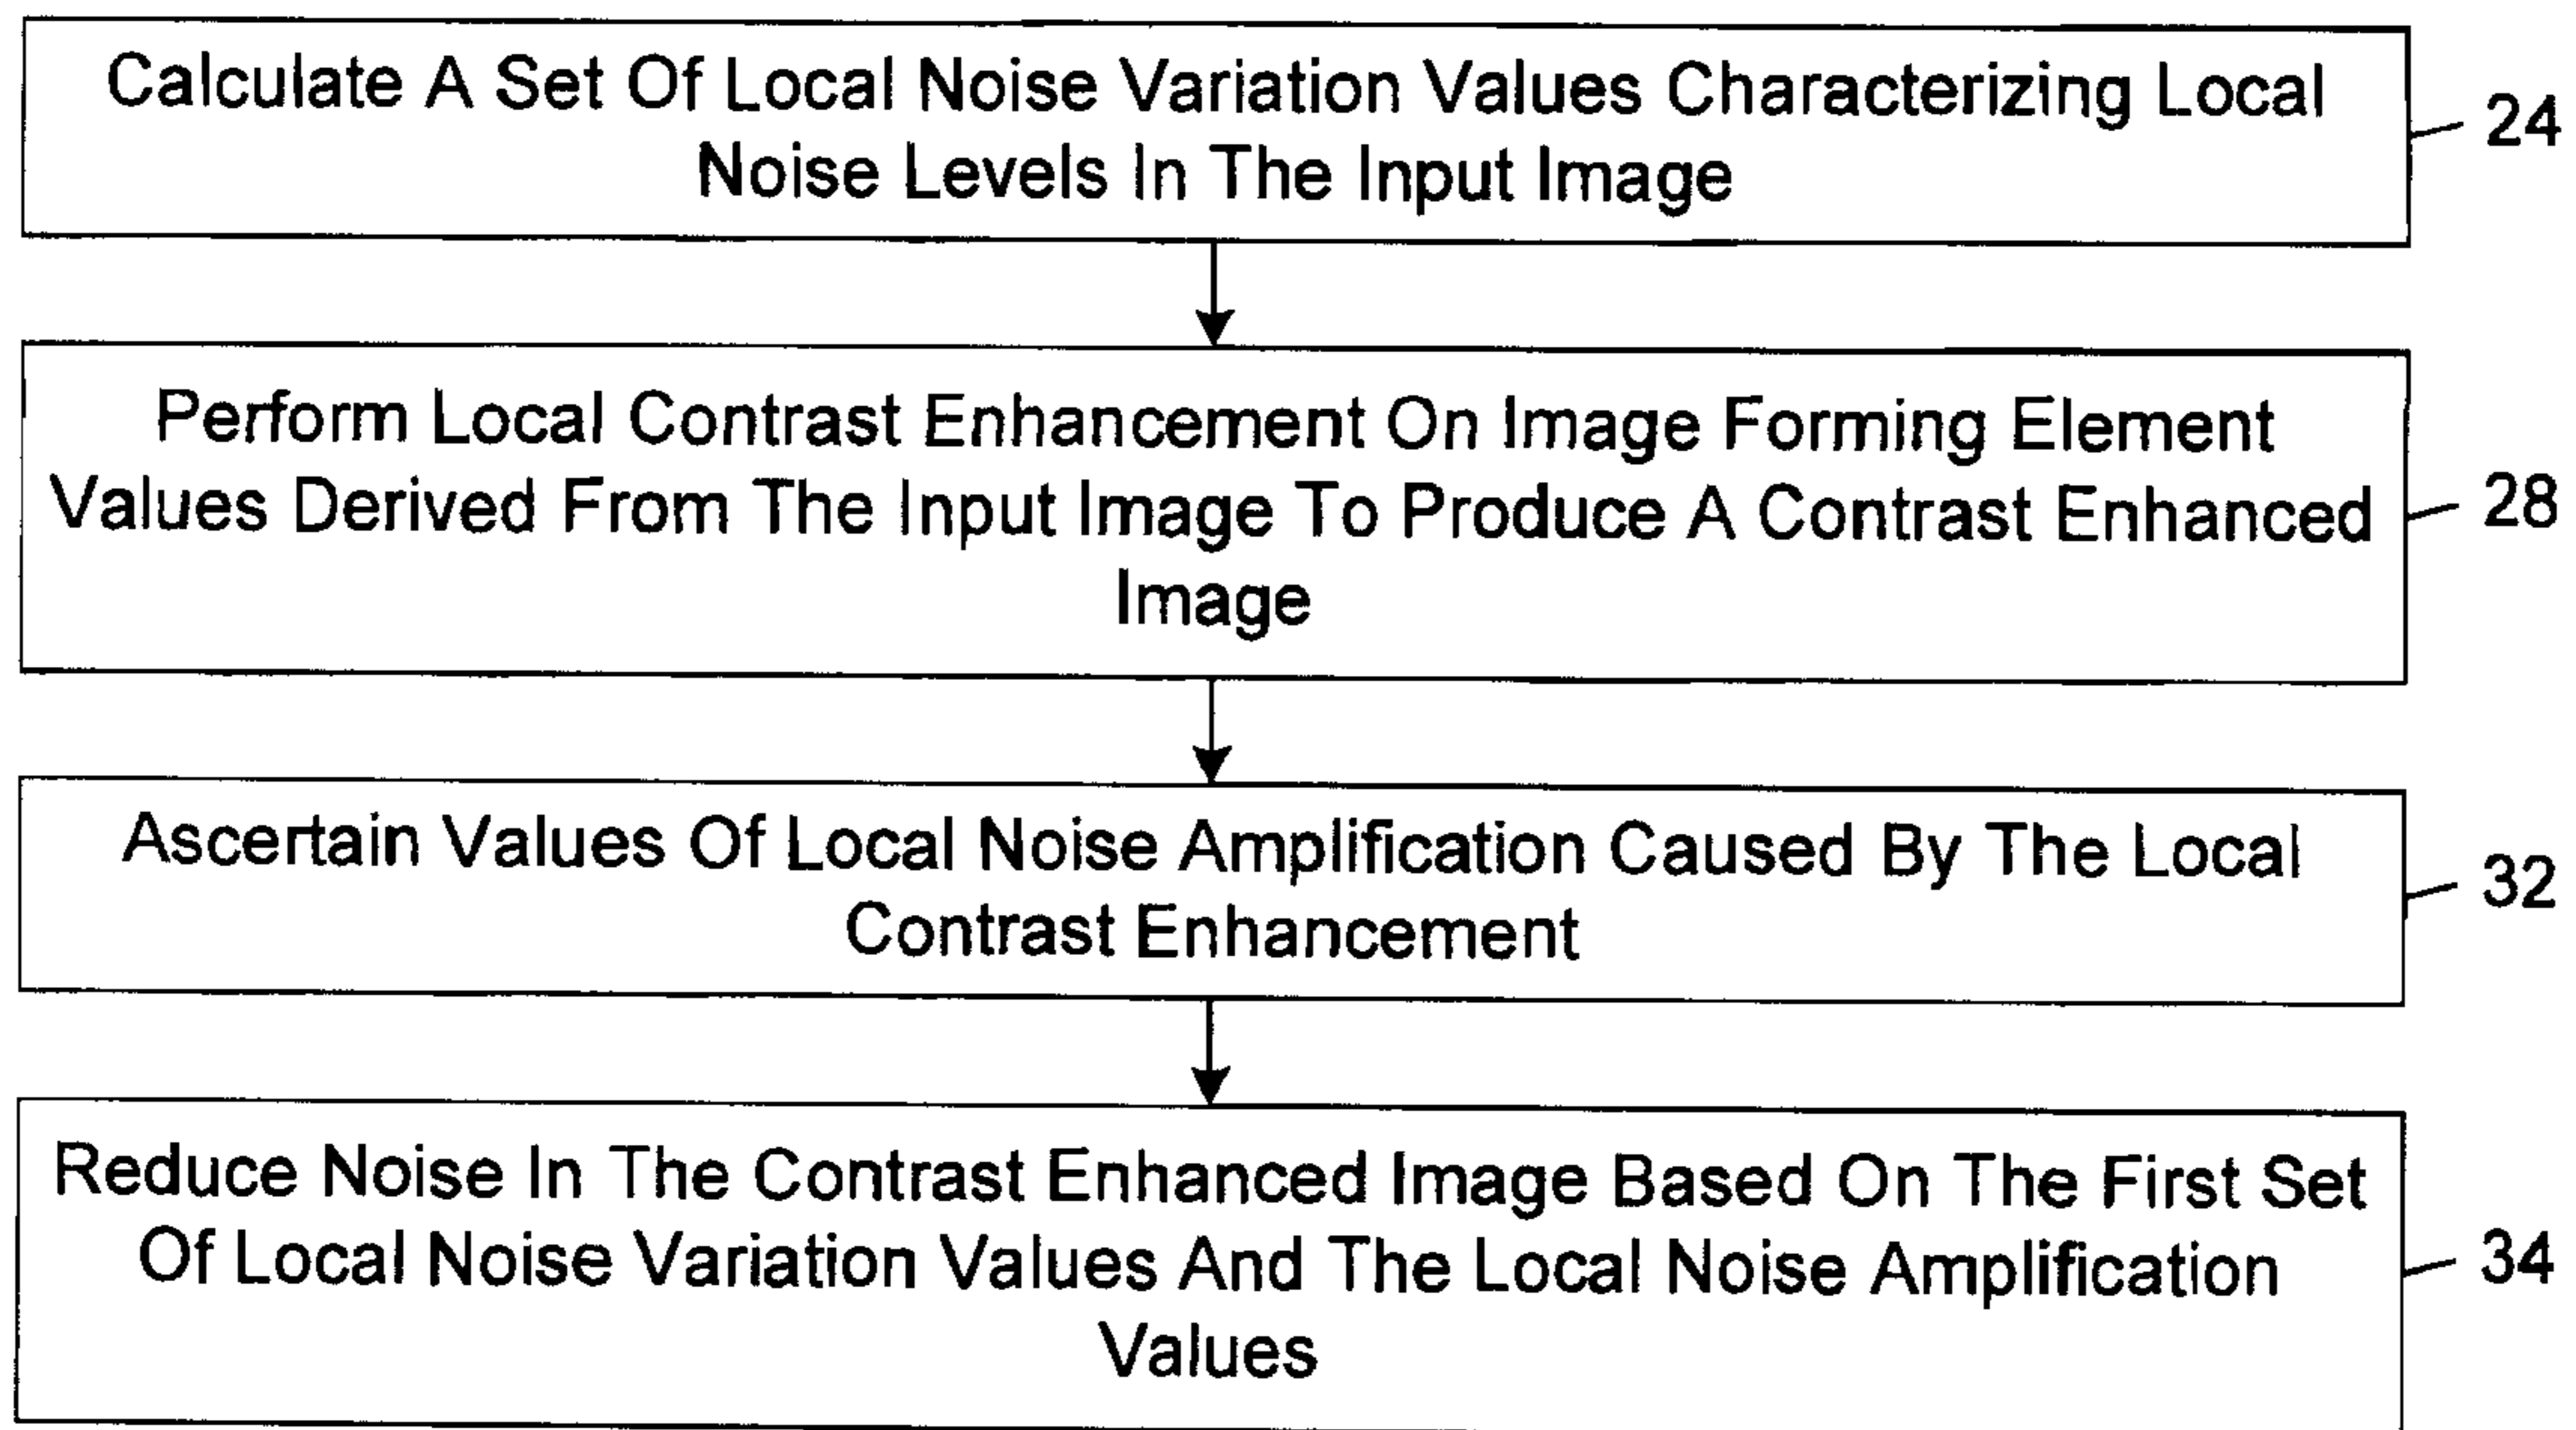 Calculate A Set Of Local Noise Variation Values Characterizing Local
Noise Levels In The Input Image
24
Perform Local Contrast Enhancement On Image Forming Element
Values Derived From The Input Image To Produce A Contrast Enhanced
Image
28
Ascertain Values Of Local Noise Amplification Caused By The Local
Contrast Enhancement
32
Reduce Noise In The Contrast Enhanced Image Based On The First Set
Of Local Noise Variation Values And The Local Noise Amplification
Values
34